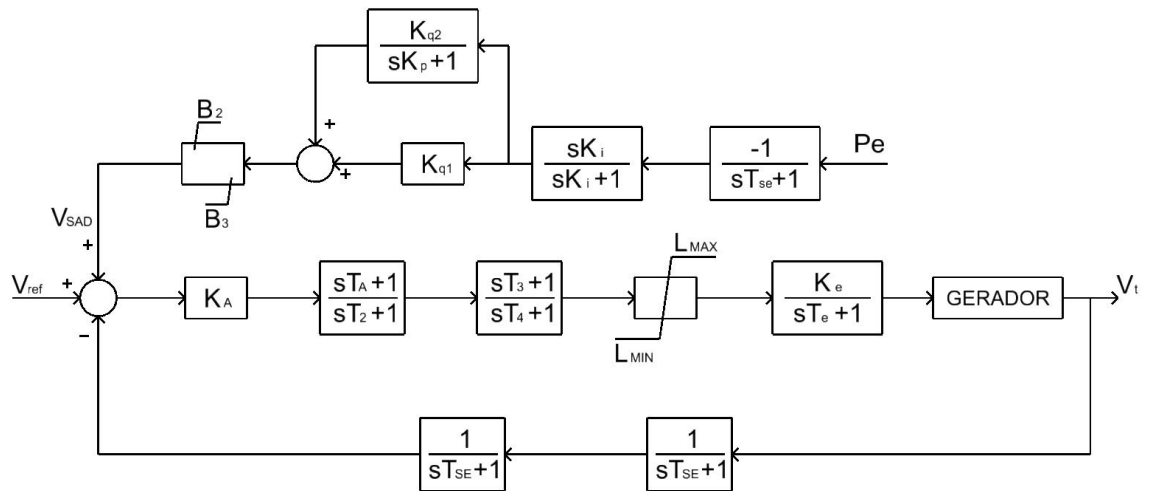 K_q2
sK_p+1
+
B_2
K_q1
+
sK_i
sK_i+1
-1
sT_se+1
Pe
B_3
V_SAD
+
V_ref
+
−
K_A
sT_A+1
sT_2+1
sT_3+1
sT_4+1
L_MAX
L_MIN
K_e
sT_e+1
GERADOR
V_t
1
sT_SE+1
1
sT_SE+1